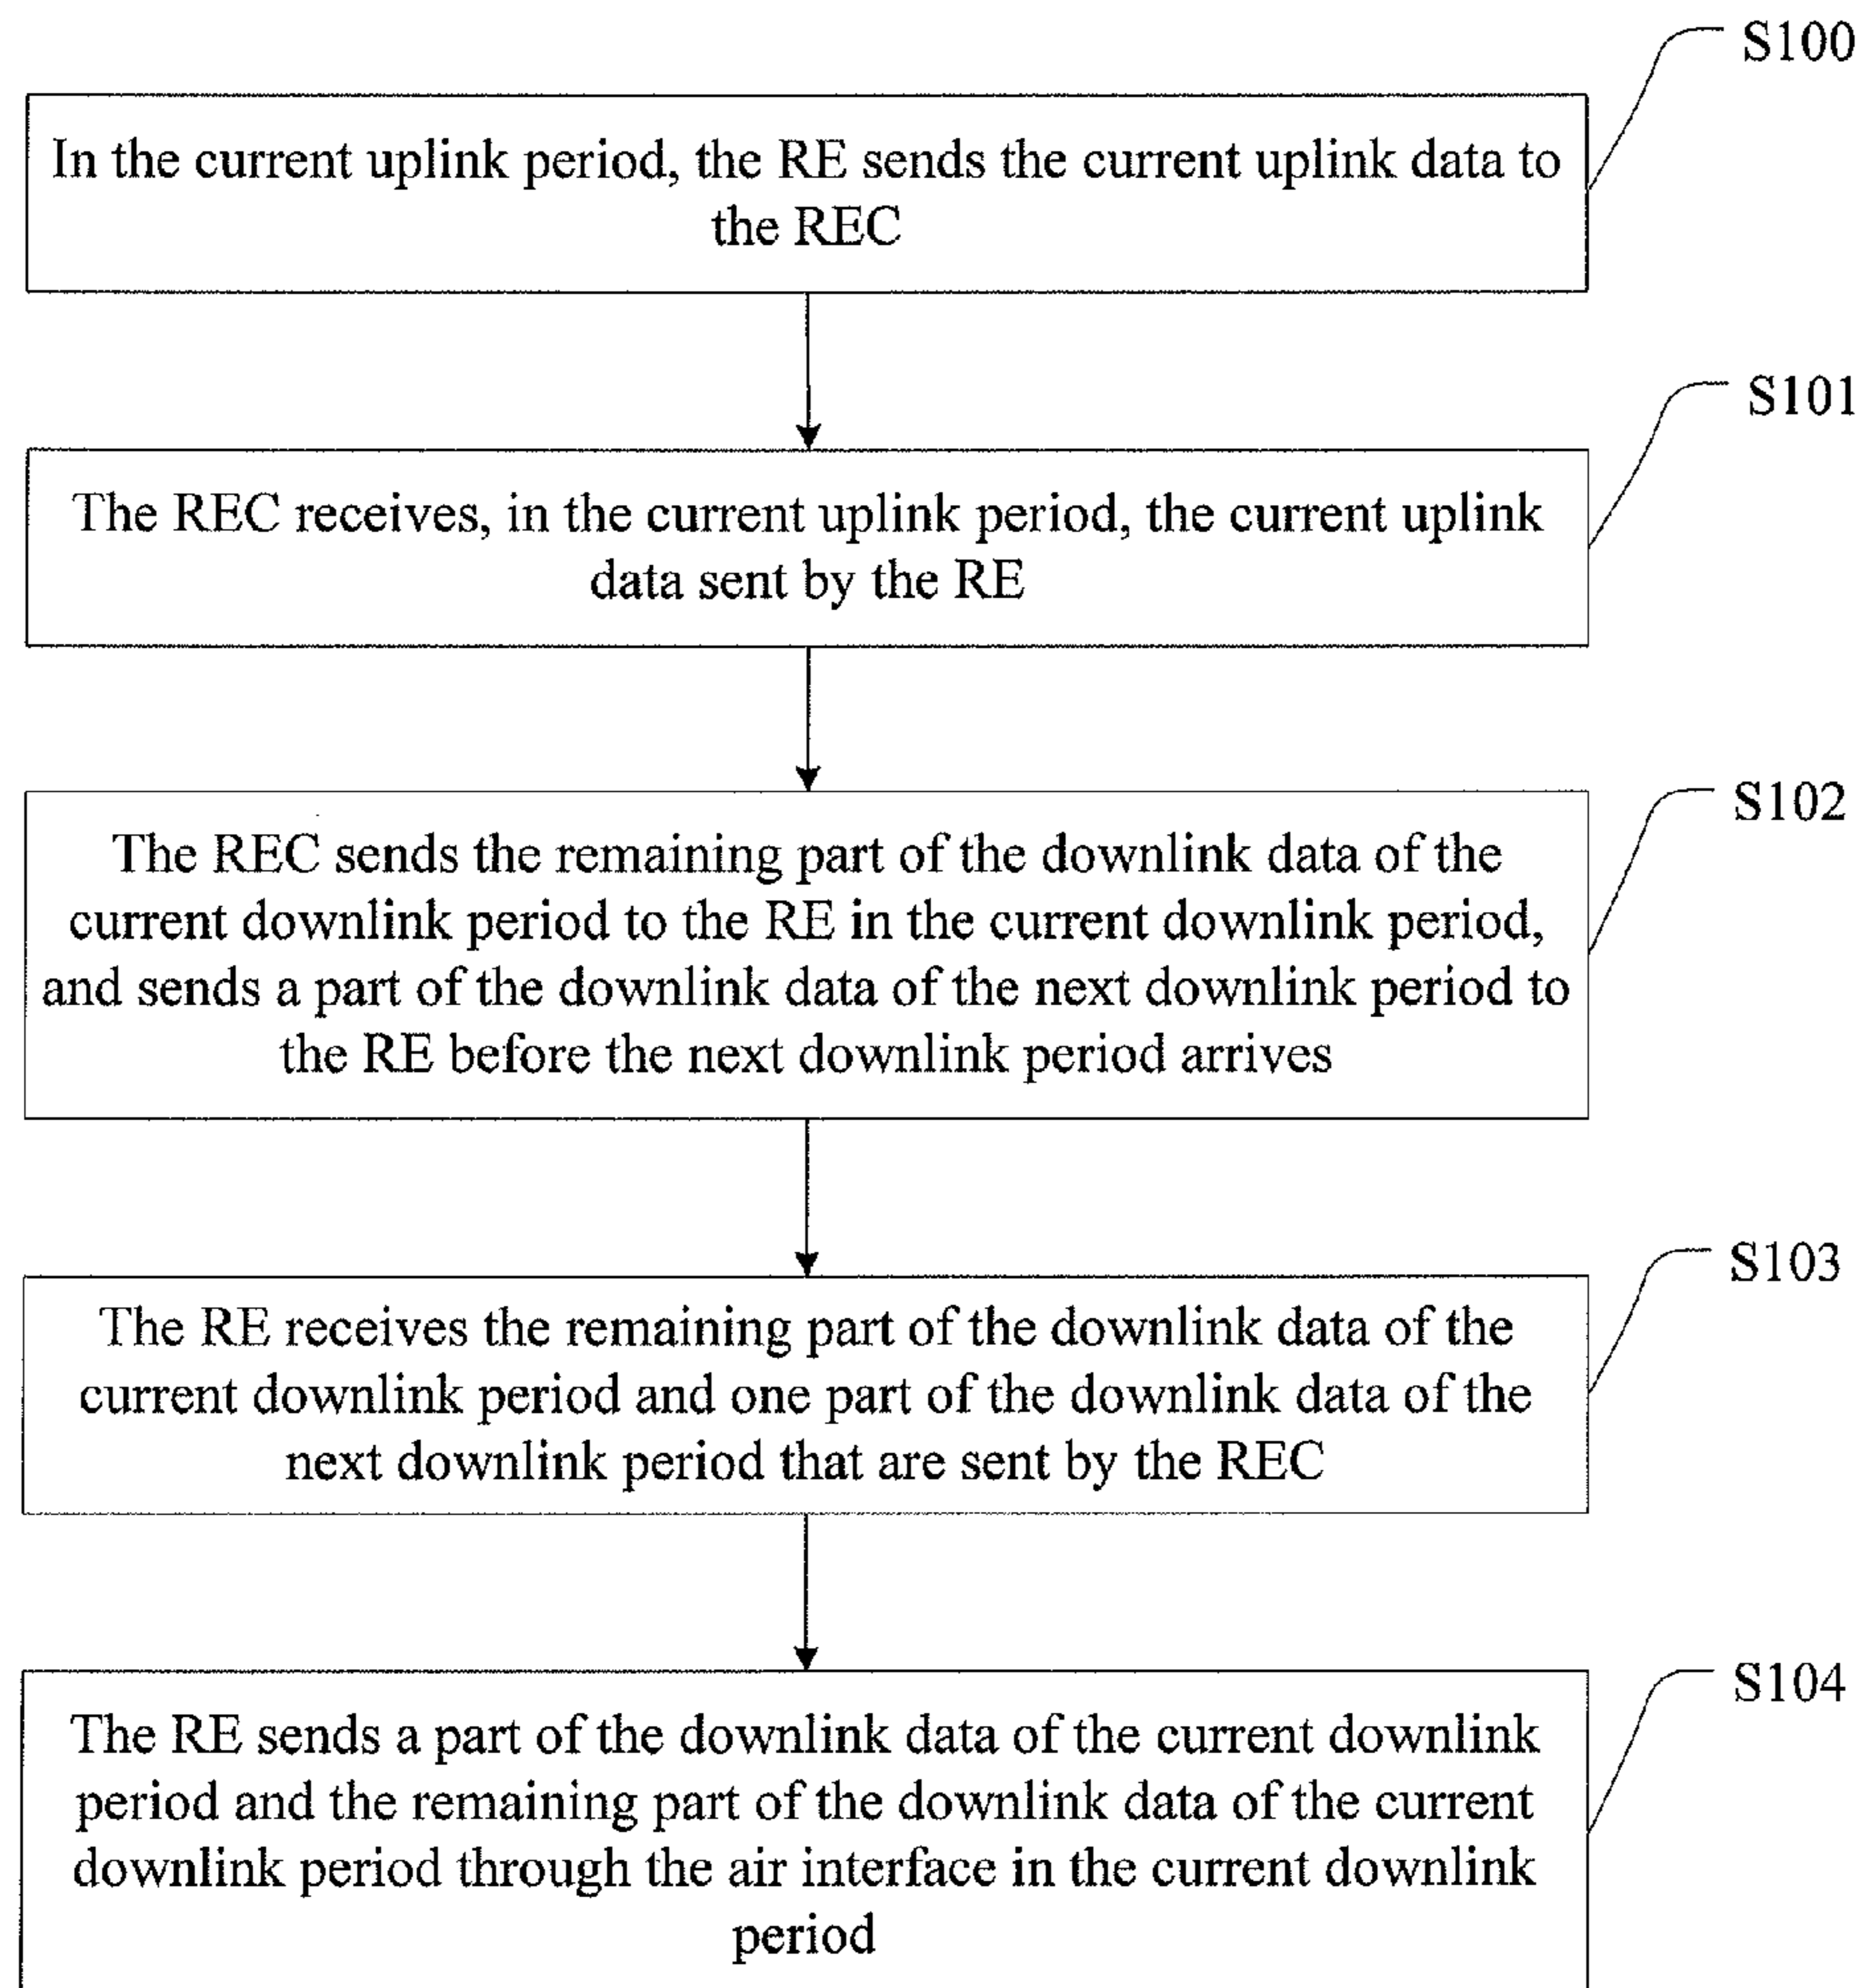 S100
In the current uplink period, the RE sends the current uplink data to
the REC
S101
The REC receives, in the current uplink period, the current uplink
data sent by the RE
S102
The REC sends the remaining part of the downlink data of the
current downlink period to the RE in the current downlink period,
and sends a part of the downlink data of the next downlink period to
the RE before the next downlink period arrives
S103
The RE receives the remaining part of the downlink data of the
current downlink period and one part of the downlink data of the
next downlink period that are sent by the REC
S104
The RE sends a part of the downlink data of the current downlink
period and the remaining part of the downlink data of the current
downlink period through the air interface in the current downlink
period